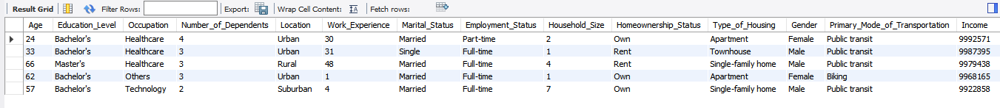 Result Grid Filter Rows: Export: Wrap Cell Content: Fetch rows:
Age Education_Level Occupation Number_of_Dependents Location Work_Experience Marital_Status Employment_Status Household_Size Homeownership_Status Type_of_Housing Gender Primary_Mode_of_Transportation Income
24 Bachelor's Healthcare 4 Urban 30 Married Part-time 2 Own Apartment Female Public transit 9992571
33 Bachelor's Healthcare 3 Urban 31 Single Full-time 1 Rent Townhouse Male Public transit 9987395
66 Master's Healthcare 3 Rural 48 Married Full-time 4 Rent Single-family home Male Public transit 9979438
62 Bachelor's Others 3 Urban 1 Married Full-time 1 Own Apartment Female Biking 9968165
57 Bachelor's Technology 2 Suburban 4 Married Full-time 7 Own Single-family home Male Public transit 9922858